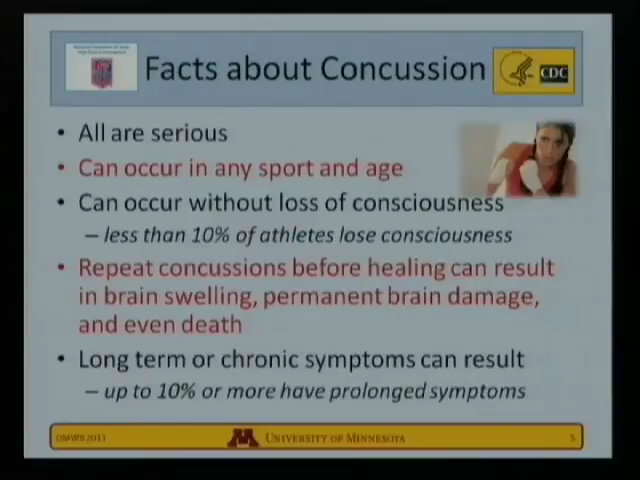 Facts about Concussion
CDC
• All are serious
• Can occur in any sport and age
• Can occur without loss of consciousness
– less than 10% of athletes lose consciousness
• Repeat concussions before healing can result
in brain swelling, permanent brain damage,
and even death
• Long term or chronic symptoms can result
– up to 10% or more have prolonged symptoms
UNIVERSITY OF MINNESOTA
5